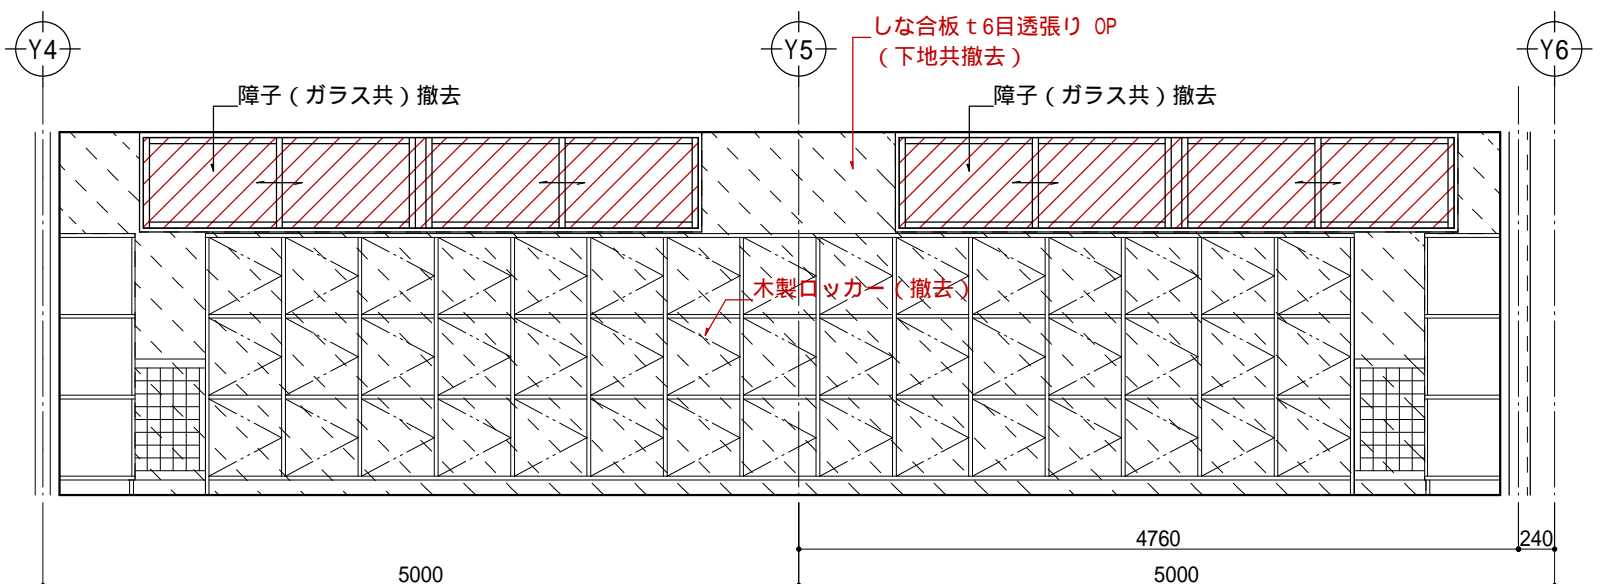 Y4
Y5
Y6
しな合板 t 6目透張り OP
（下地共撤去）
障子（ガラス共）撤去
障子（ガラス共）撤去
木製ロッカー（撤去）
4760
240
5000
5000